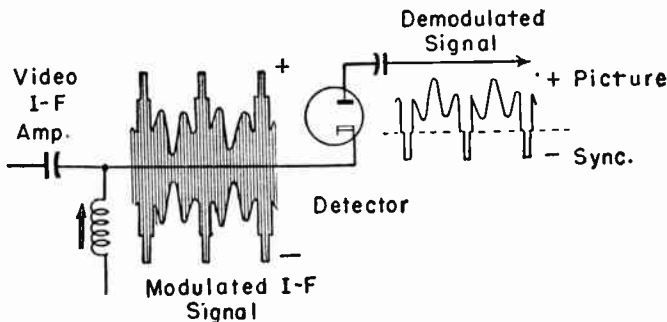 Demodulated
Signal
+ Picture
- Sync.
Video
I-F
Amp.
+
Detector
-
Modulated I-F
Signal